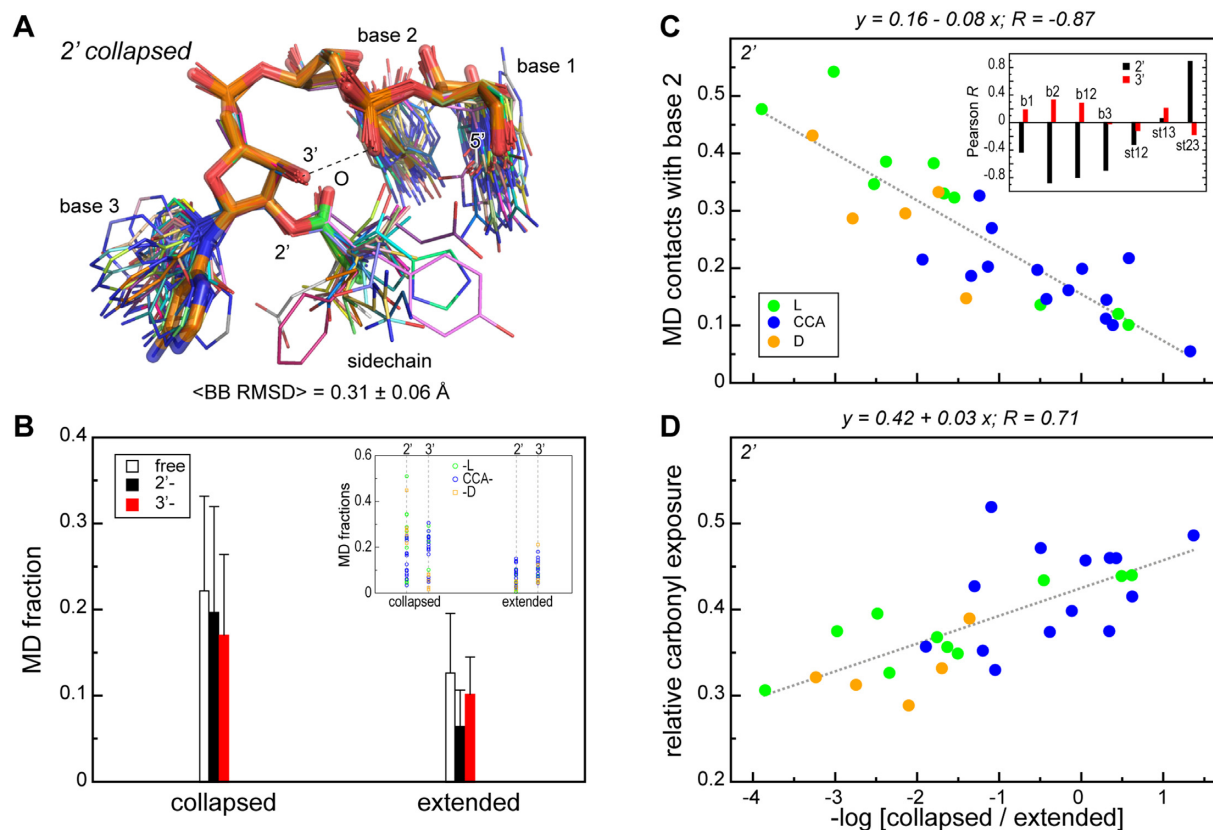 A
2' collapsed
base 2
base 1
5'
3'
O
base 3
2'
sidechain
<BB RMSD> = 0.31 ± 0.06 Å
B
MD fraction
0.4
0.3
0.2
0.1
0
free
2'-
3'-
collapsed
extended
MD fractions
0.6
0.4
0.2
0
2' 3' 2' 3'
-L
CCA-
-D
collapsed
extended
C
y = 0.16 - 0.08 x; R = -0.87
2'
MD contacts with base 2
0.5
0.4
0.3
0.2
0.1
0
L
CCA
D
Pearson R
0.8
0.4
0
-0.4
-0.8
2'
3'
b1
b2
b12
b3
st12
st13
st23
D
y = 0.42 + 0.03 x; R = 0.71
2'
relative carbonyl exposure
0.5
0.4
0.3
0.2
-4 -3 -2 -1 0 1
-log [collapsed / extended]